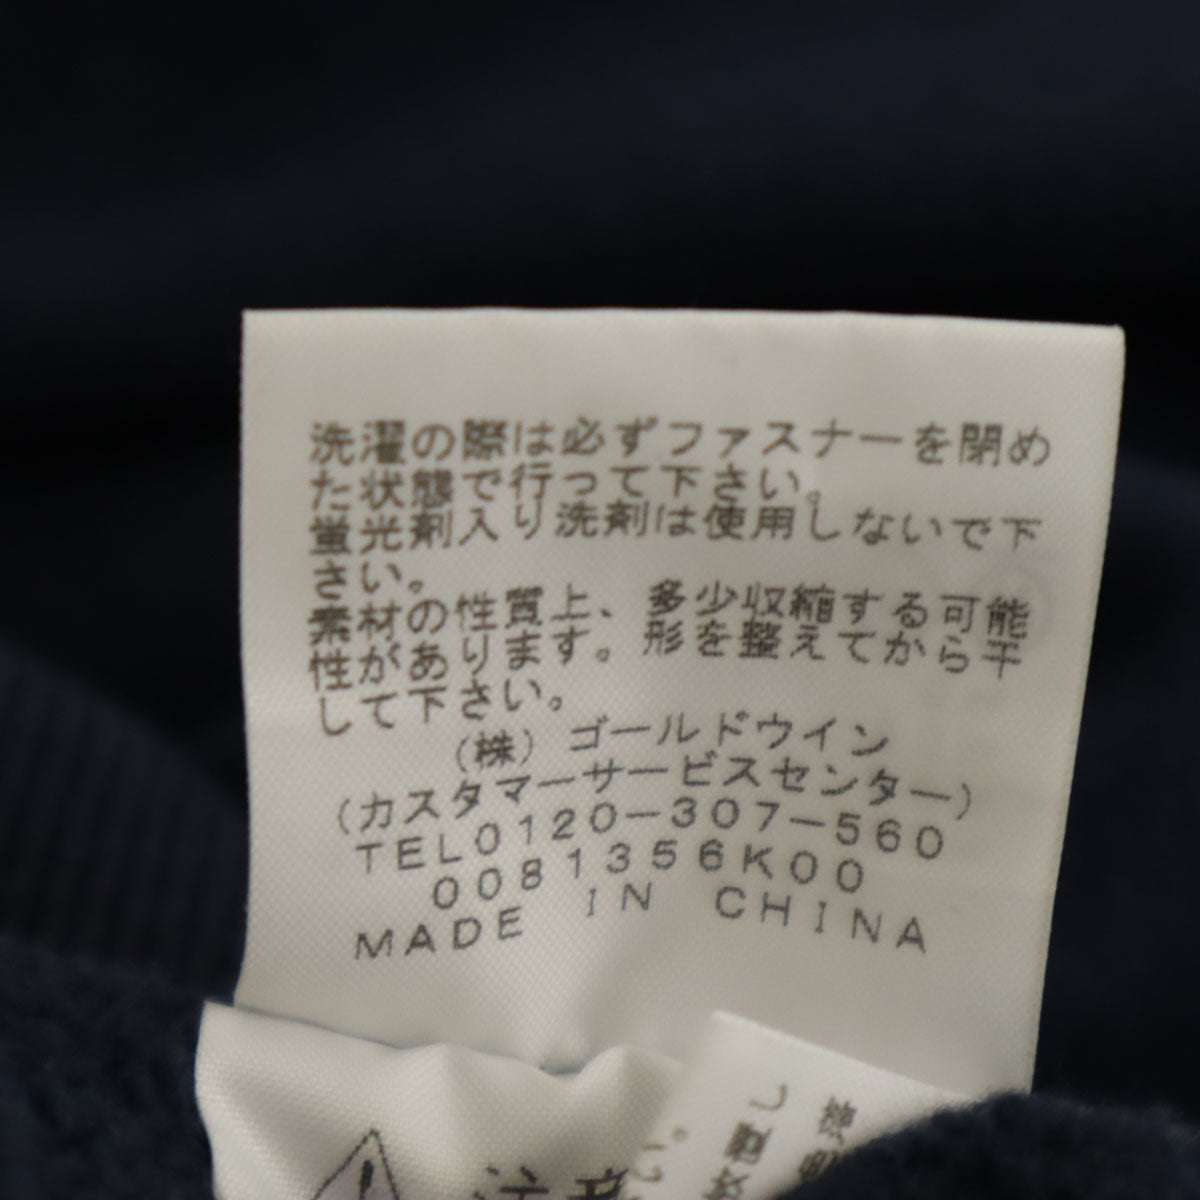 洗濯の際は必ずファスナーを閉め
た状態で行って下さい。
蛍光剤入り洗剤は使用しないで下
さい。
素材の性質上、多少収縮する可能
性があります。形を整えてから干
して下さい。
(株)ゴールドウイン
(カスタマーサービスセンター)
TEL0120-307-560
0081356K00
MADE IN CHINA
注意
い。